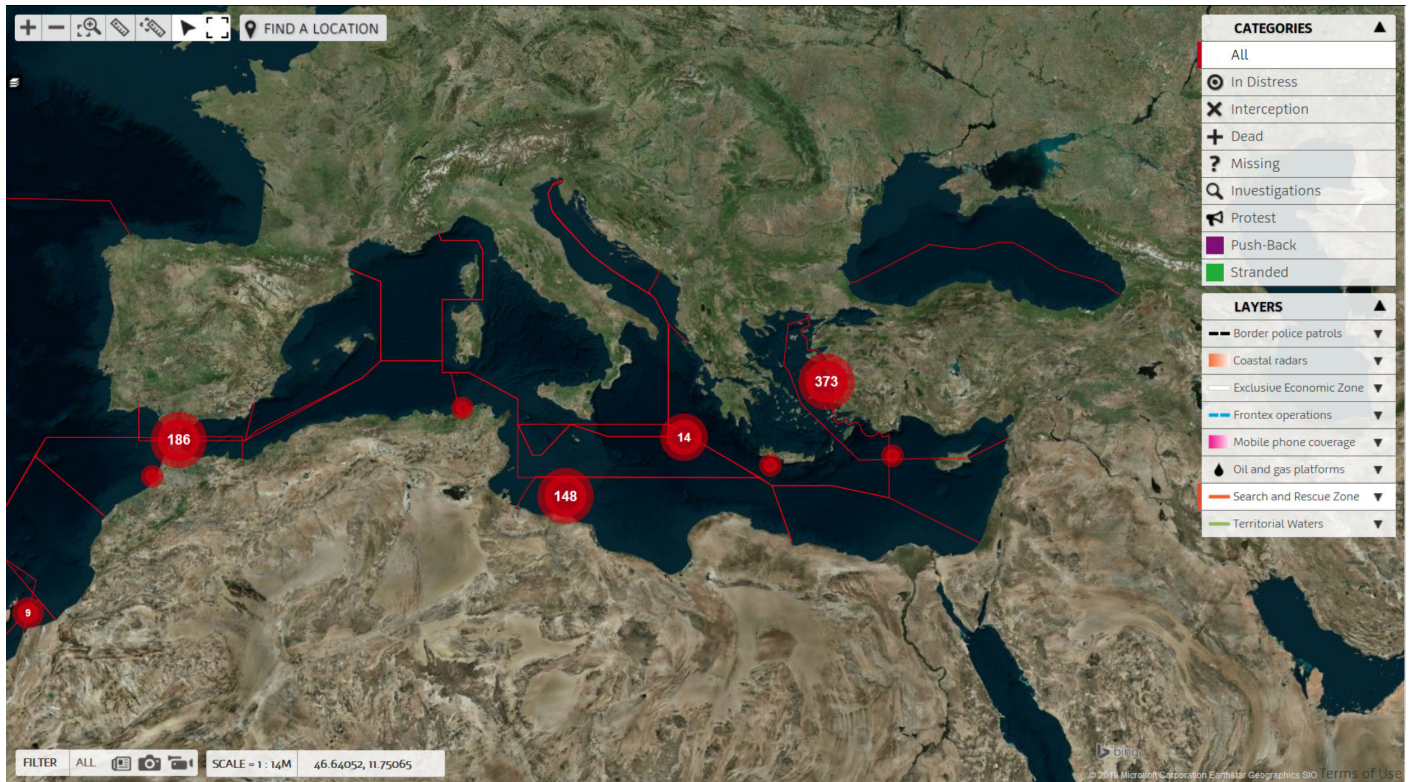 FIND A LOCATION
CATEGORIES
All
In Distress
Interception
Dead
Missing
Investigations
Protest
Push-Back
Stranded
LAYERS
Border police patrols
Coastal radars
Exclusive Economic Zone
Frontex operations
Mobile phone coverage
Oil and gas platforms
Search and Rescue Zone
Territorial Waters
373
186
14
148
9
FILTER
ALL
SCALE = 1 : 14M
46.64052, 11.75065
bing
© 2018 Microsoft Corporation Earthstar Geographics SIO Terms of Use